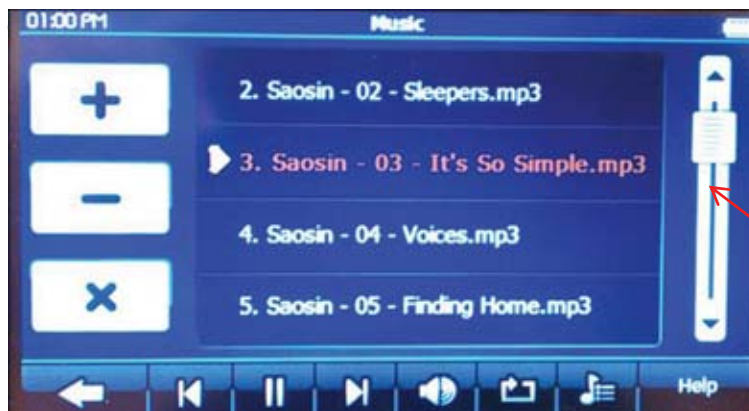 01:00 PM Music
2. Saosin - 02 - Sleepers.mp3
3. Saosin - 03 - It's So Simple.mp3
4. Saosin - 04 - Voices.mp3
5. Saosin - 05 - Finding Home.mp3
Help